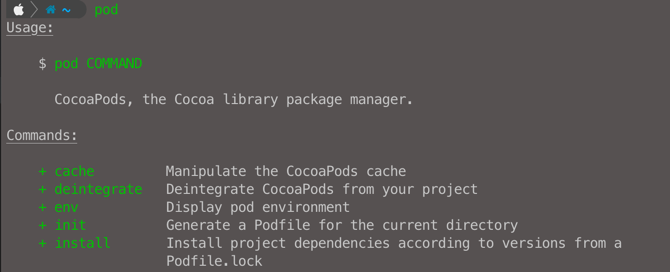 ~ pod
Usage:
$ pod COMMAND
CocoaPods, the Cocoa library package manager.
Commands:
+ cache Manipulate the CocoaPods cache
+ deintegrate Deintegrate CocoaPods from your project
+ env Display pod environment
+ init Generate a Podfile for the current directory
+ install Install project dependencies according to versions from a
Podfile.lock